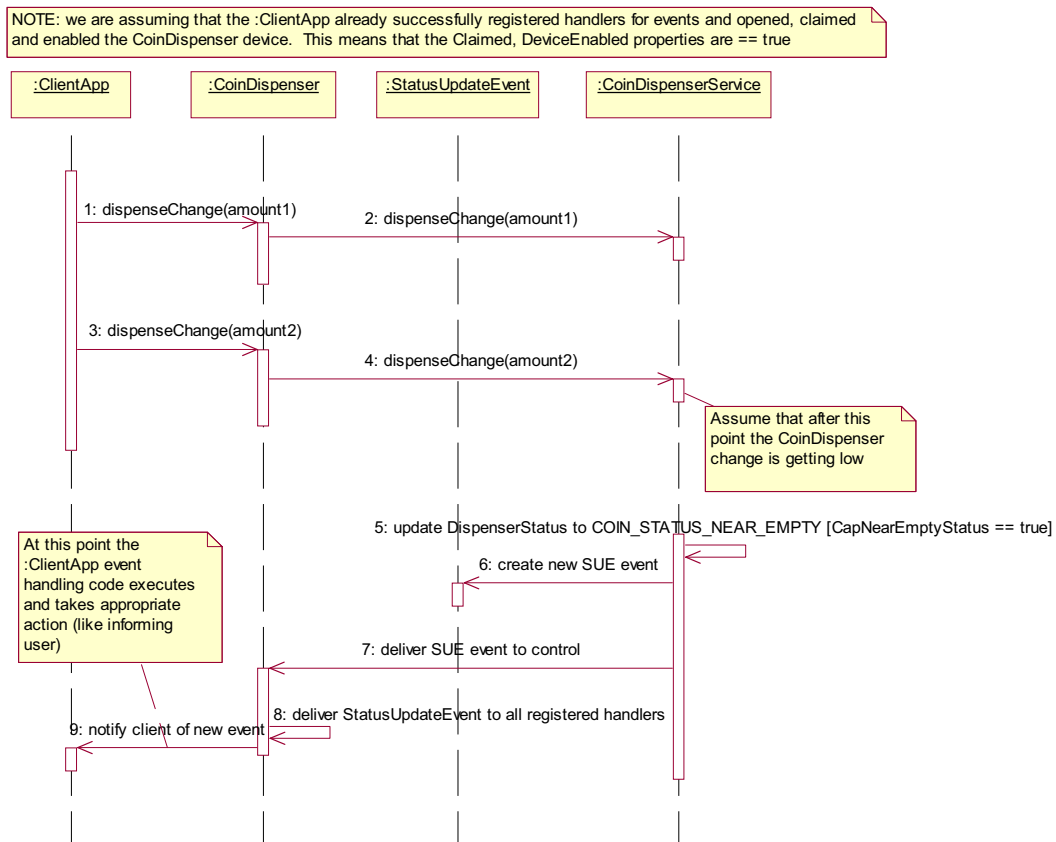 NOTE: we are assuming that the :ClientApp already successfully registered handlers for events and opened, claimed
and enabled the CoinDispenser device.  This means that the Claimed, DeviceEnabled properties are == true
:ClientApp
:CoinDispenser
:StatusUpdateEvent
:CoinDispenserService
1: dispenseChange(amount1)
2: dispenseChange(amount1)
3: dispenseChange(amount2)
4: dispenseChange(amount2)
Assume that after this
point the CoinDispenser
change is getting low
5: update DispenserStatus to COIN_STATUS_NEAR_EMPTY [CapNearEmptyStatus == true]
At this point the
:ClientApp event
handling code executes
and takes appropriate
action (like informing
user)
6: create new SUE event
7: deliver SUE event to control
8: deliver StatusUpdateEvent to all registered handlers
9: notify client of new event